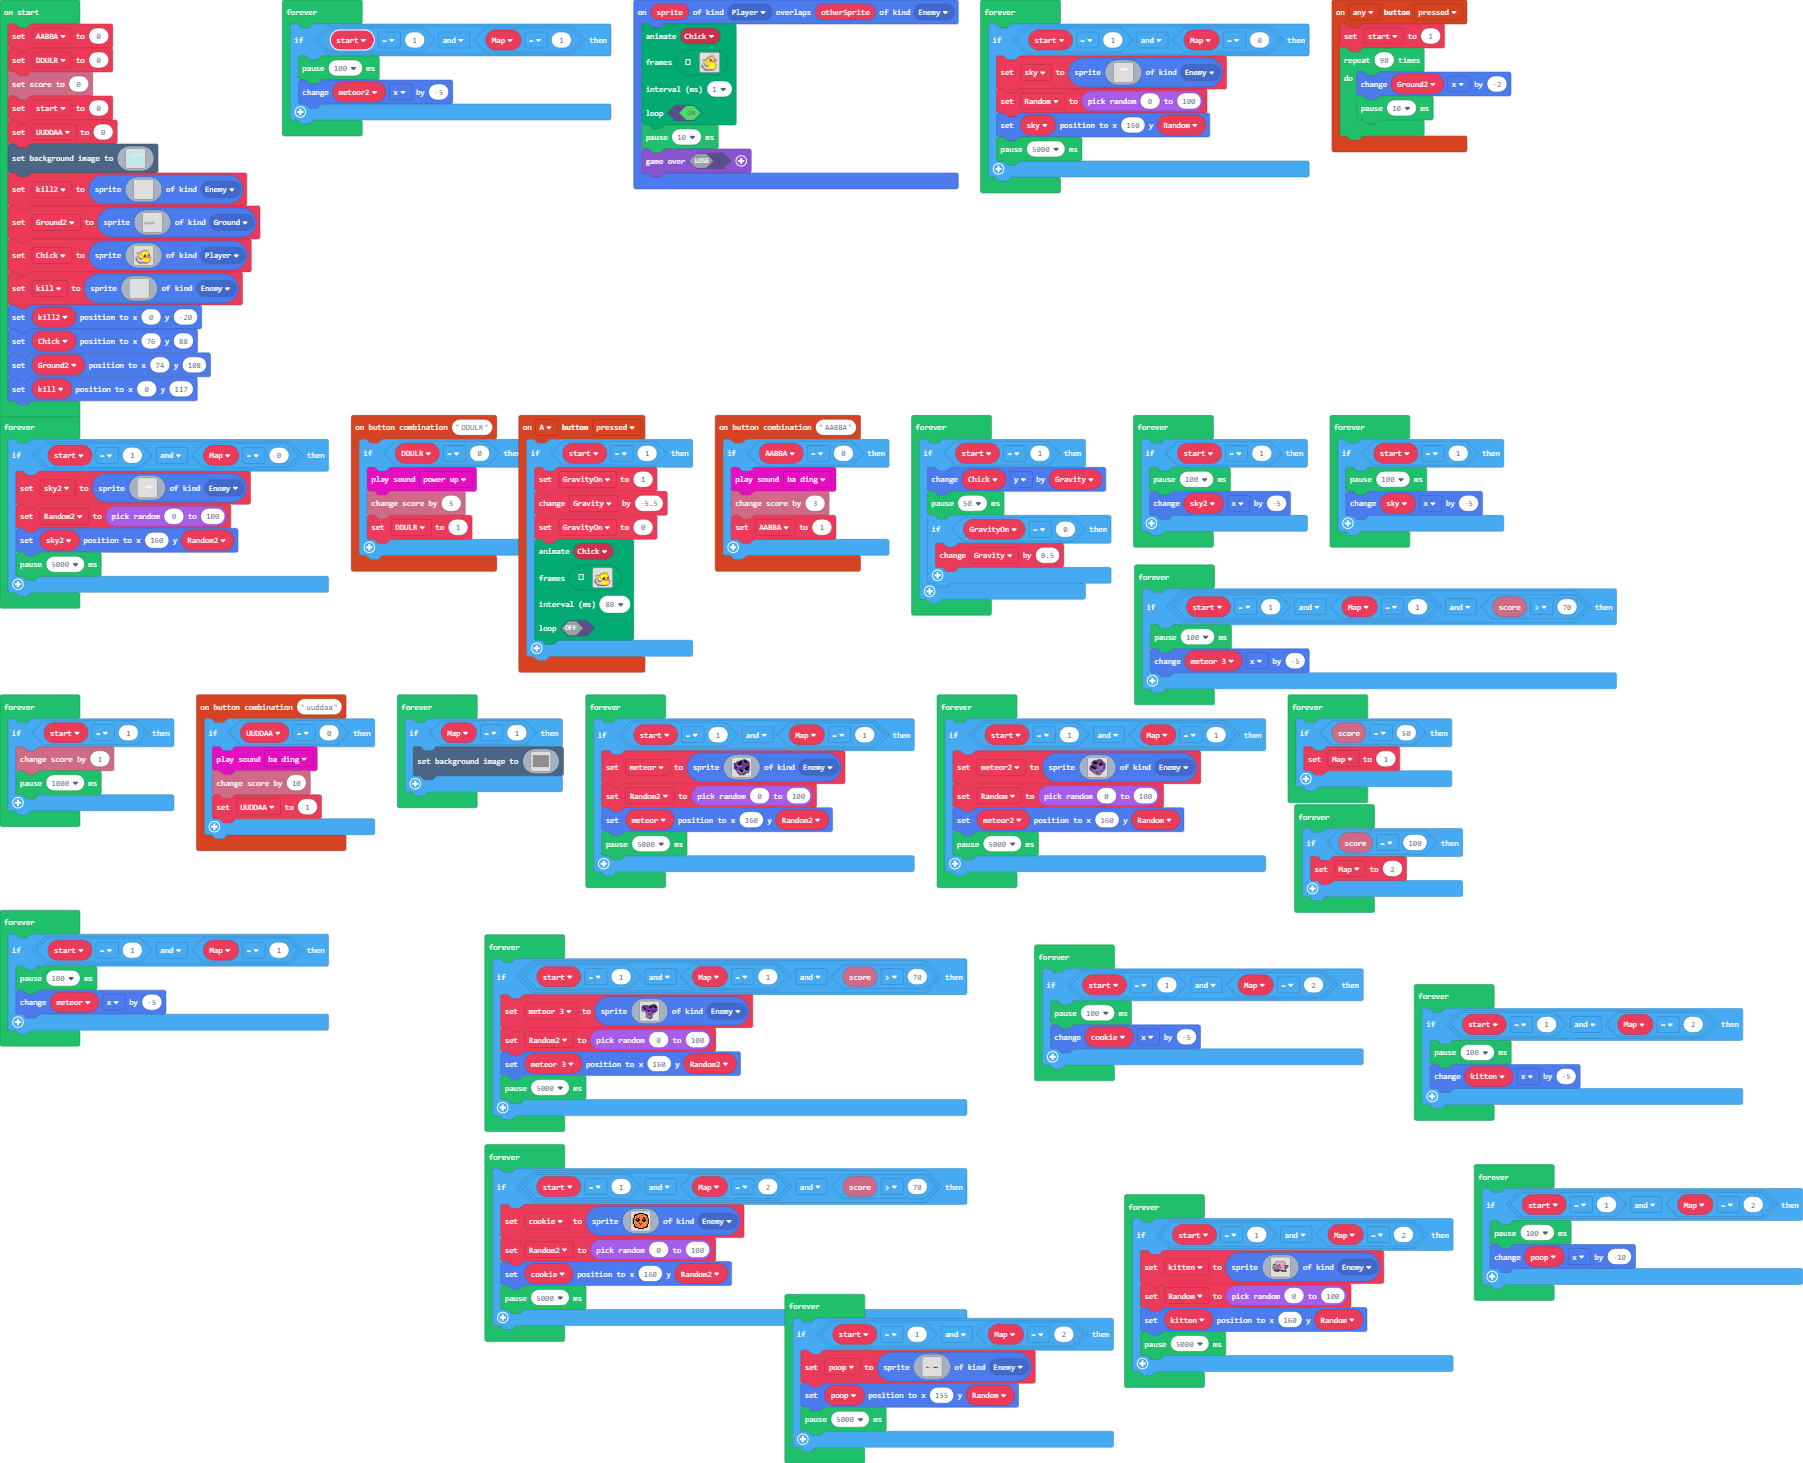 on start
set AABBA to 0
set DDULR to 0
set score to 0
set start to 0
set UUDDAA to 0
set background image to
set kill2 to sprite of kind Enemy
set Ground2 to sprite of kind Ground
set Chick to sprite of kind Player
set kill to sprite of kind Enemy
set kill2 position to x 0 y -20
set Chick position to x 76 y 88
set Ground2 position to x 74 y 108
set kill position to x 0 y 117
forever
if start = 1 and Map = 1 then
pause 100 ms
change meteor2 x by -5
on sprite of kind Player overlaps otherSprite of kind Enemy
animate Chick
frames
interval (ms) 1
loop ON
pause 10 ms
game over LOSE
forever
if start = 1 and Map = 0 then
set sky to sprite of kind Enemy
set Random to pick random 0 to 100
set sky position to x 160 y Random
pause 5000 ms
on any button pressed
set start to 1
repeat 90 times
do change Ground2 x by -2
pause 10 ms
forever
if start = 1 and Map = 0 then
set sky2 to sprite of kind Enemy
set Random2 to pick random 0 to 100
set sky2 position to x 160 y Random2
pause 5000 ms
on button combination "DDULR"
if DDULR = 0 then
play sound power up
change score by 5
set DDULR to 1
on A button pressed
if start = 1 then
set GravityOn to 1
change Gravity by -5.5
set GravityOn to 0
animate Chick
frames
interval (ms) 80
loop OFF
on button combination "AABBA"
if AABBA = 0 then
play sound ba ding
change score by 3
set AABBA to 1
forever
if start = 1 then
change Chick y by Gravity
pause 50 ms
if GravityOn = 0 then
change Gravity by 0.5
forever
if start = 1 then
pause 100 ms
change sky2 x by -5
forever
if start = 1 then
pause 100 ms
change sky x by -5
forever
if start = 1 and Map = 1 and score > 70 then
pause 100 ms
change meteor 3 x by -5
forever
if start = 1 then
change score by 1
pause 1000 ms
on button combination "uuddaa"
if UUDDAA = 0 then
play sound ba ding
change score by 10
set UUDDAA to 1
forever
if Map = 1 then
set background image to
forever
if start = 1 and Map = 1 then
set meteor to sprite of kind Enemy
set Random2 to pick random 0 to 100
set meteor position to x 160 y Random2
pause 5000 ms
forever
if start = 1 and Map = 1 then
set meteor2 to sprite of kind Enemy
set Random to pick random 0 to 100
set meteor2 position to x 160 y Random
pause 5000 ms
forever
if score = 50 then
set Map to 1
forever
if score = 100 then
set Map to 2
forever
if start = 1 and Map = 1 then
pause 100 ms
change meteor x by -5
forever
if start = 1 and Map = 1 and score > 70 then
set meteor 3 to sprite of kind Enemy
set Random2 to pick random 0 to 100
set meteor 3 position to x 160 y Random2
pause 5000 ms
forever
if start = 1 and Map = 2 then
pause 100 ms
change cookie x by -5
forever
if start = 1 and Map = 2 then
pause 100 ms
change kitten x by -5
forever
if start = 1 and Map = 2 and score > 70 then
set cookie to sprite of kind Enemy
set Random2 to pick random 0 to 100
set cookie position to x 160 y Random2
pause 5000 ms
forever
if start = 1 and Map = 2 then
set poop to sprite of kind Enemy
set poop position to x 155 y Random
pause 5000 ms
forever
if start = 1 and Map = 2 then
set kitten to sprite of kind Enemy
set Random to pick random 0 to 100
set kitten position to x 160 y Random
pause 5000 ms
forever
if start = 1 and Map = 2 then
pause 100 ms
change poop x by -10